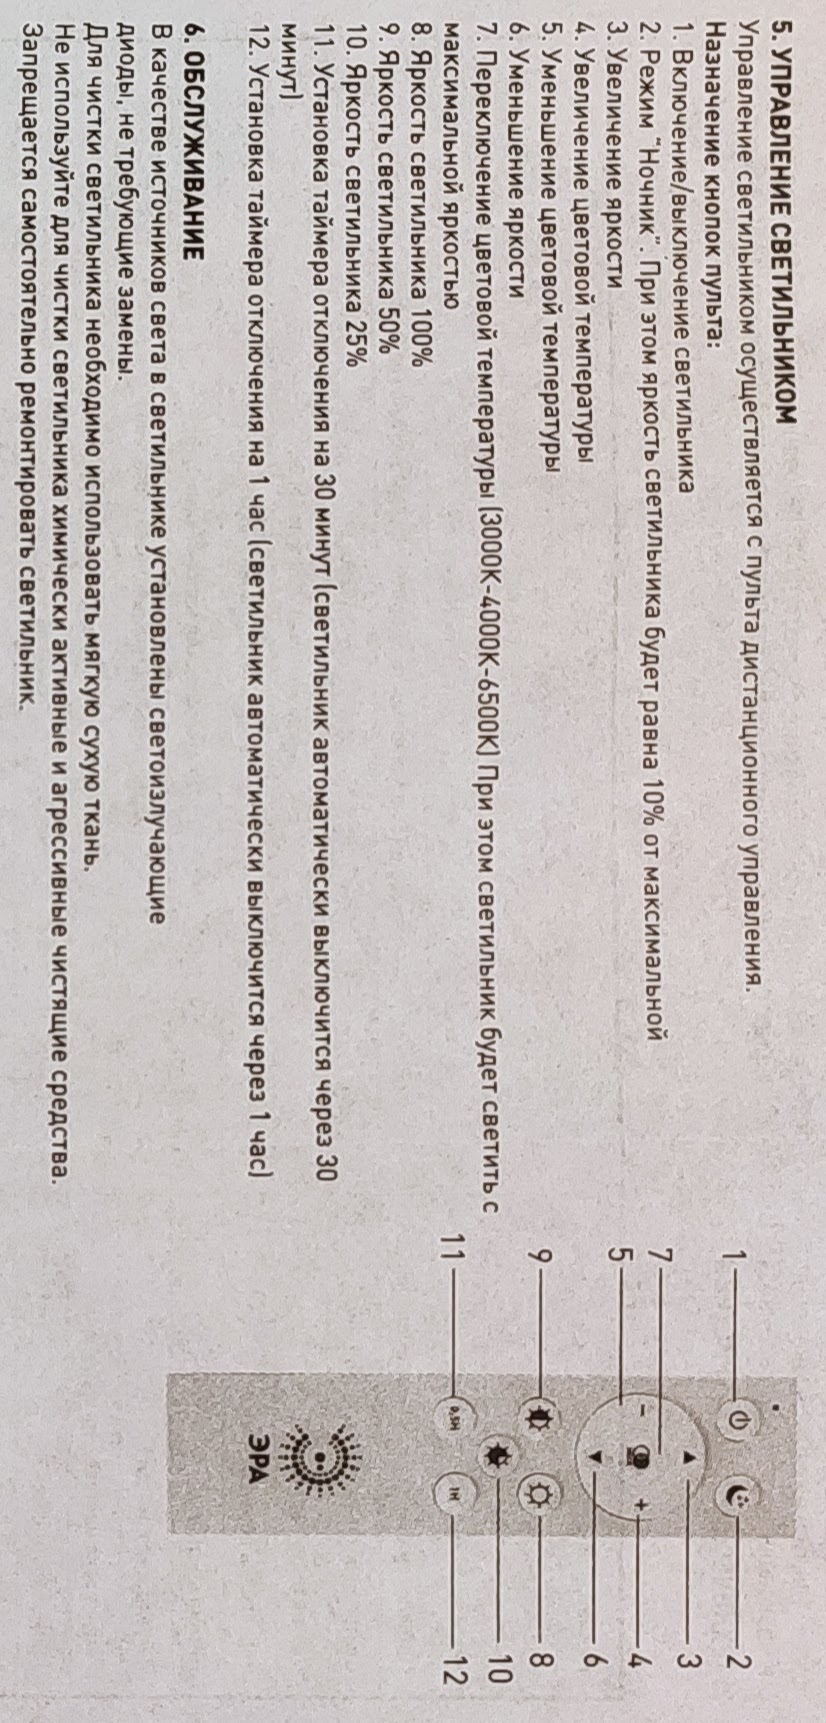 5. УПРАВЛЕНИЕ СВЕТИЛЬНИКОМ
Управление светильником осуществляется с пульта дистанционного управления.
Назначение кнопок пульта:
1. Включение/выключение светильника
2. Режим "Ночник". При этом яркость светильника будет равна 10% от максимальной
3. Увеличение яркости
4. Увеличение цветовой температуры
5. Уменьшение цветовой температуры
6. Уменьшение яркости
7. Переключение цветовой температуры (3000К-4000К-6500К) При этом светильник будет светить с
максимальной яркостью
8. Яркость светильника 100%
9. Яркость светильника 50%
10. Яркость светильника 25%
11. Установка таймера отключения на 30 минут (светильник автоматически выключится через 30
минут)
12. Установка таймера отключения на 1 час (светильник автоматически выключится через 1 час)
6. ОБСЛУЖИВАНИЕ
В качестве источников света в светильнике установлены светоизлучающие
диоды, не требующие замены.
Для чистки светильника необходимо использовать мягкую сухую ткань.
Не используйте для чистки светильника химически активные и агрессивные чистящие средства.
Запрещается самостоятельно ремонтировать светильник.
1
2
3
7
4
5
6
9
8
10
11
0,5H
1H
12
ЭРА